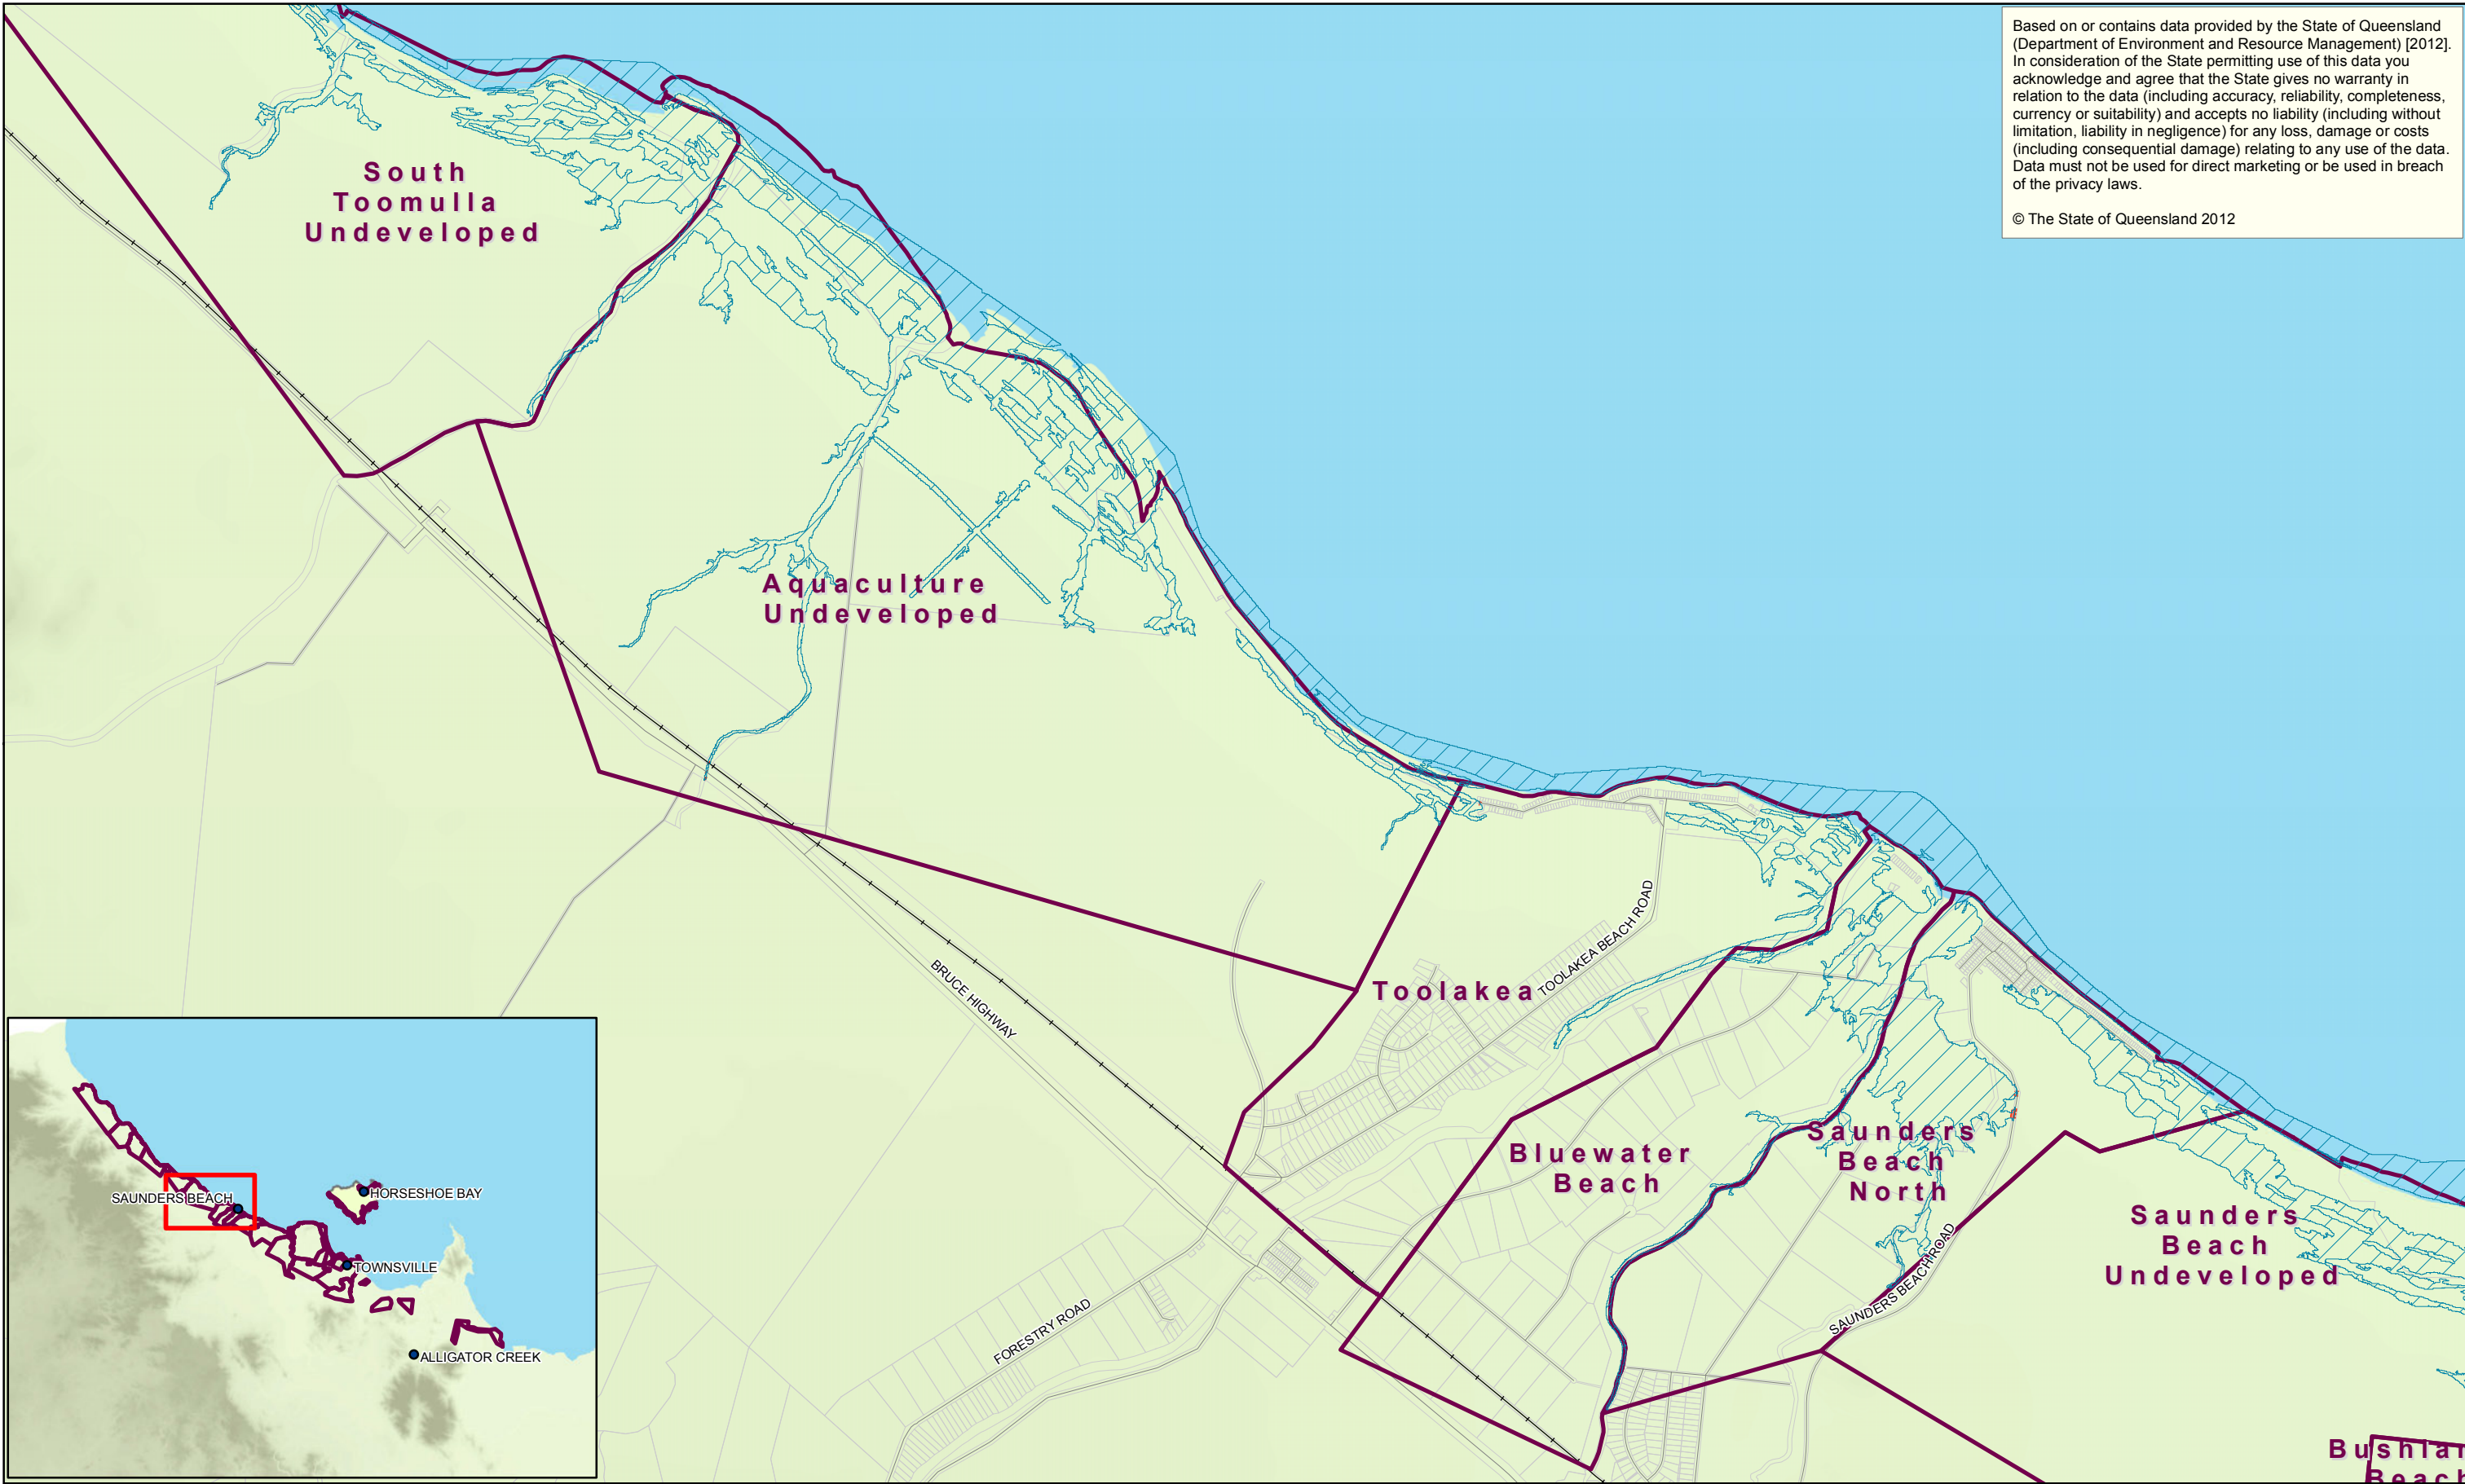 Based on or contains data provided by the State of Queensland
(Department of Environment and Resource Management) [2012].
In consideration of the State permitting use of this data you
acknowledge and agree that the State gives no warranty in
relation to the data (including accuracy, reliability, completeness,
currency or suitability) and accepts no liability (including without
limitation, liability in negligence) for any loss, damage or costs
(including consequential damage) relating to any use of the data.
Data must not be used for direct marketing or be used in breach
of the privacy laws.
© The State of Queensland 2012
South
Toomulla
Undeveloped
Aquaculture
Undeveloped
TOOLAKEA BEACH ROAD
Toolakea
BRUCE HIGHWAY
Bluewater
Beach
Saunders
Beach
North
Saunders
Beach
Undeveloped
SAUNDERS BEACH ROAD
FORESTRY ROAD
Beach
SAUNDERS BEACH
HORSESHOE BAY
TOWNSVILLE
ALLIGATOR CREEK